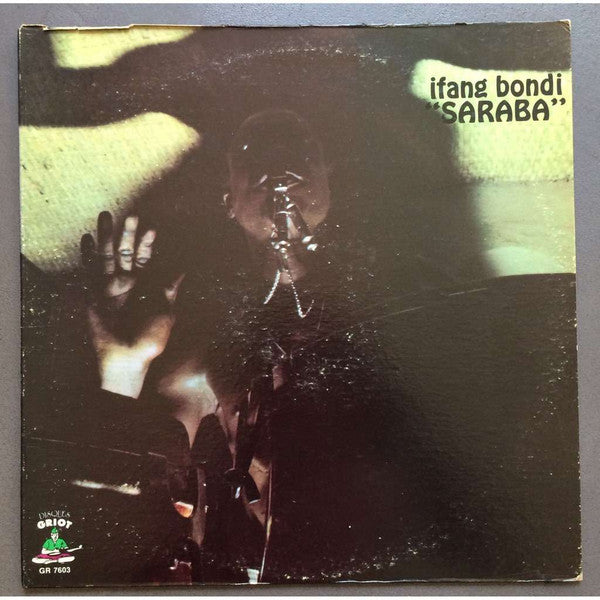 ifang bondi
“SARABA”
DISQUES
GRIOT
GR 7603